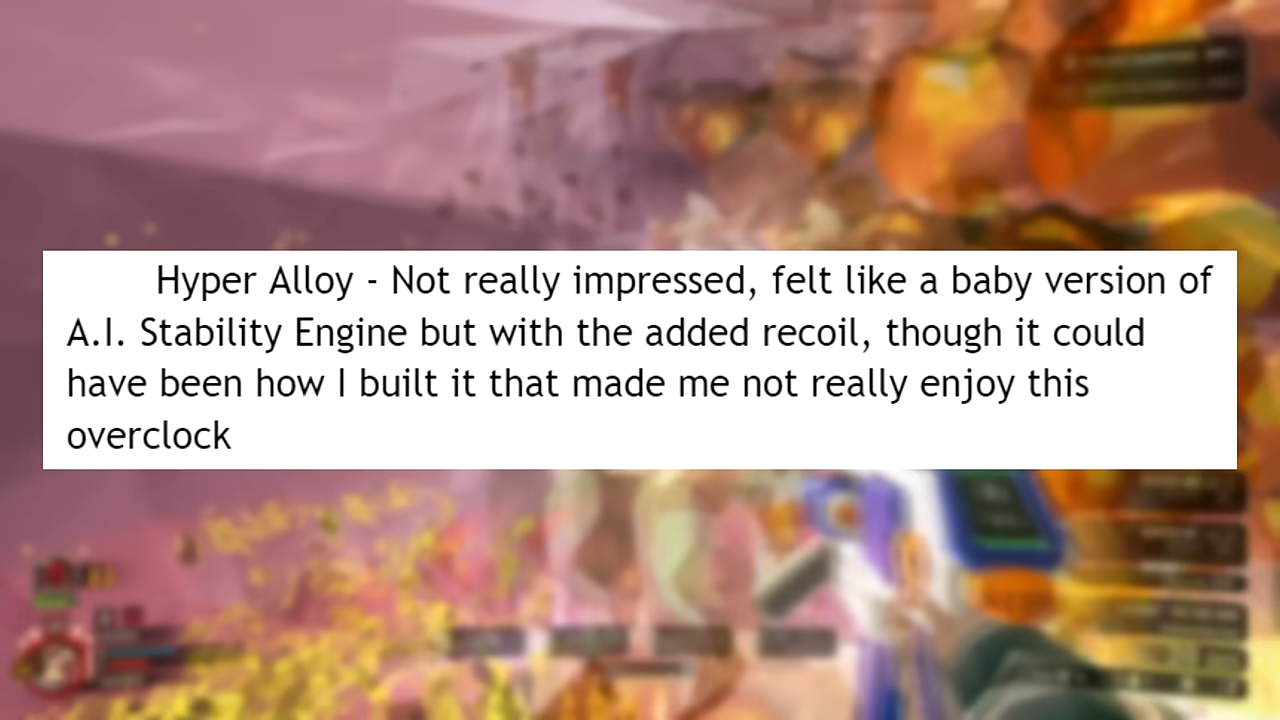 Hyper Alloy - Not really impressed, felt like a baby version of
A.I. Stability Engine but with the added recoil, though it could
have been how I built it that made me not really enjoy this
overclock